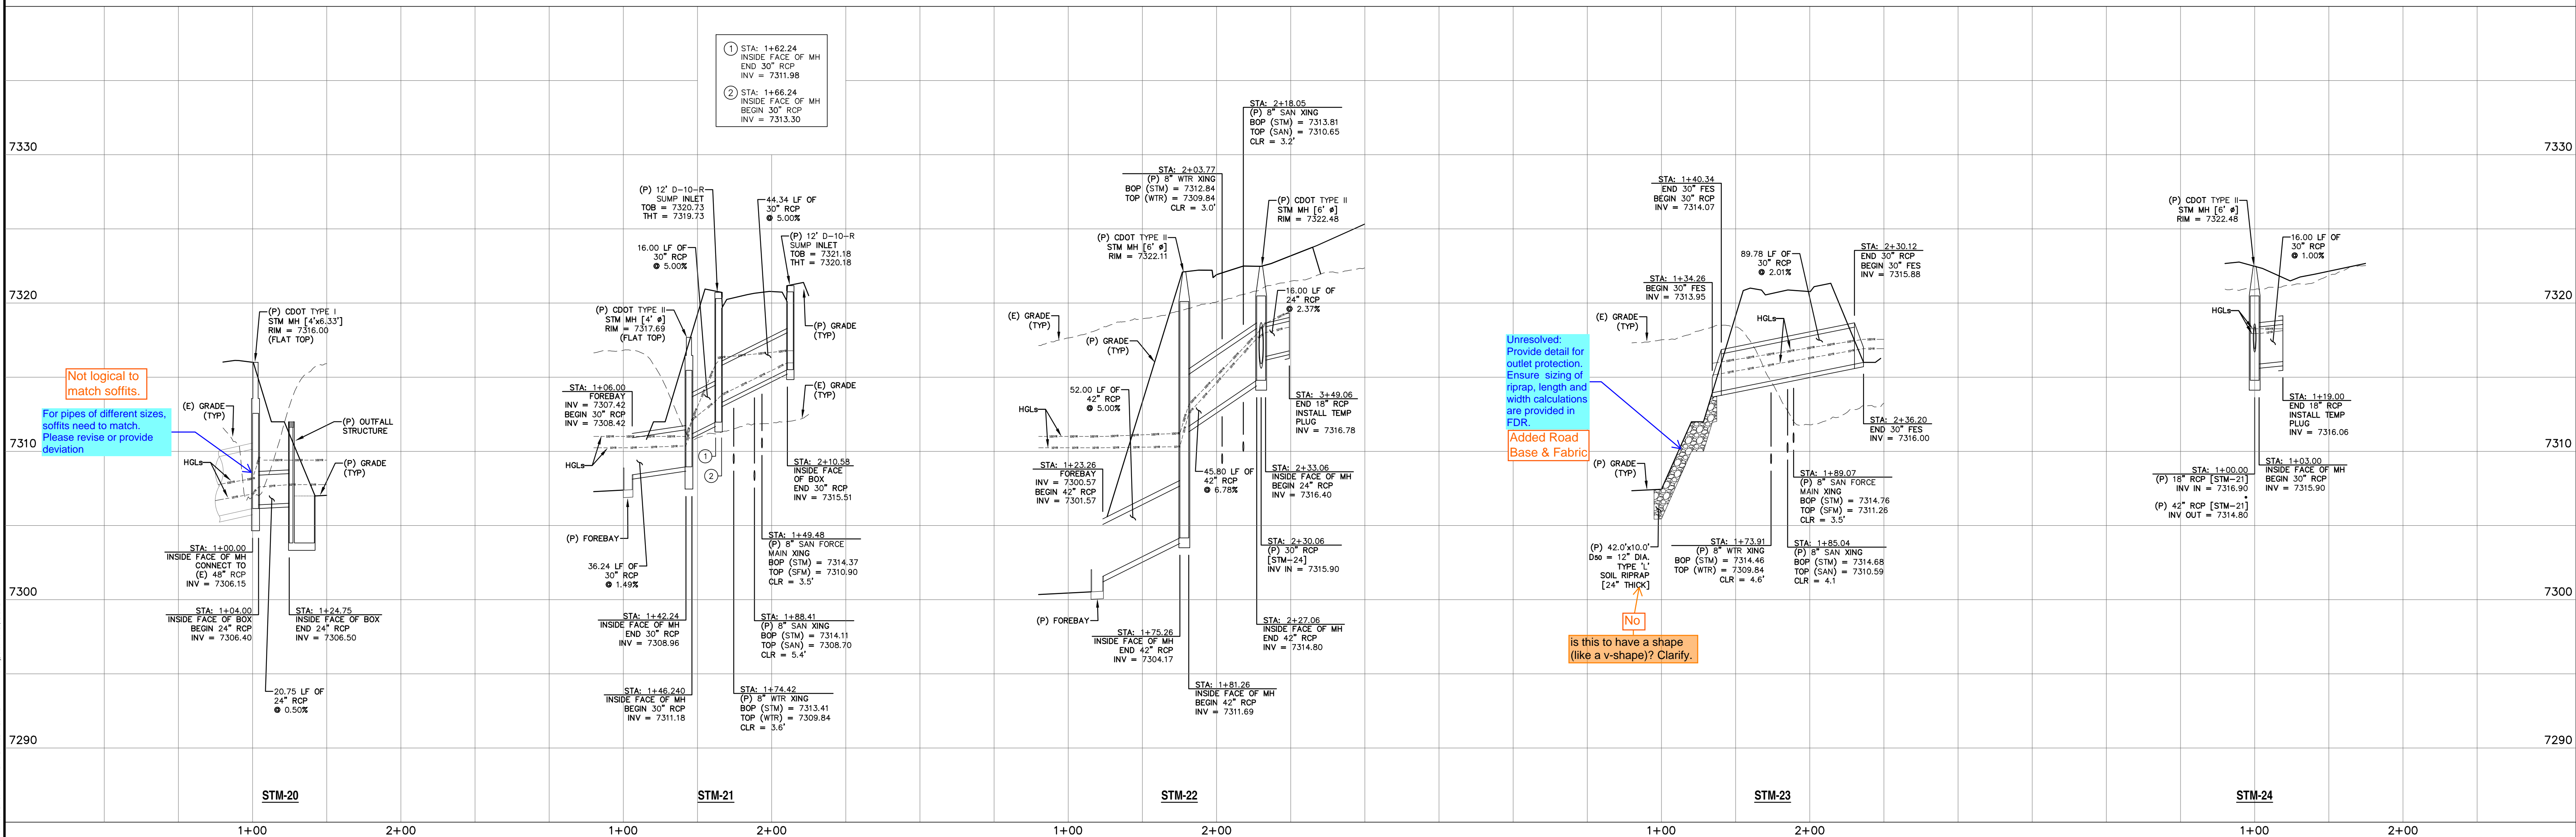 ① STA: 1+62.24
INSIDE FACE OF MH
END 30" RCP
INV = 7311.98
② STA: 1+66.24
INSIDE FACE OF MH
BEGIN 30" RCP
INV = 7313.30
7330
7320
7310
7300
7290
Not logical to
match soffits.
For pipes of different sizes,
soffits need to match.
Please revise or provide
deviation
(P) CDOT TYPE I
STM MH [4'x6.33']
RIM = 7316.00
(FLAT TOP)
(E) GRADE
(TYP)
(P) OUTFALL
STRUCTURE
HGLs
(P) GRADE
(TYP)
STA: 1+00.00
INSIDE FACE OF MH
CONNECT TO
(E) 48" RCP
INV = 7306.15
STA: 1+04.00
INSIDE FACE OF BOX
BEGIN 24" RCP
INV = 7306.40
STA: 1+24.75
INSIDE FACE OF BOX
END 24" RCP
INV = 7306.50
20.75 LF OF
24" RCP
@ 0.50%
STM-20
1+00
2+00
(P) 12' D-10-R
SUMP INLET
TOB = 7320.73
THT = 7319.73
44.34 LF OF
30" RCP
@ 5.00%
16.00 LF OF
30" RCP
@ 5.00%
(P) 12' D-10-R
SUMP INLET
TOB = 7321.18
THT = 7320.18
(P) CDOT TYPE II
STM MH [4' ø]
RIM = 7317.69
(FLAT TOP)
(P) GRADE
(TYP)
(E) GRADE
(TYP)
STA: 1+06.00
FOREBAY
INV = 7307.42
BEGIN 30" RCP
INV = 7308.42
HGLs
①
②
STA: 2+10.58
INSIDE FACE
OF BOX
END 30" RCP
INV = 7315.51
(P) FOREBAY
36.24 LF OF
30" RCP
@ 1.49%
STA: 1+49.48
(P) 8" SAN FORCE
MAIN XING
BOP (STM) = 7314.37
TOP (SFM) = 7310.90
CLR = 3.5'
STA: 1+42.24
INSIDE FACE OF MH
END 30" RCP
INV = 7308.96
STA: 1+88.41
(P) 8" SAN XING
BOP (STM) = 7314.11
TOP (SAN) = 7308.70
CLR = 5.4'
STA: 1+46.240
INSIDE FACE OF MH
BEGIN 30" RCP
INV = 7311.18
STA: 1+74.42
(P) 8" WTR XING
BOP (STM) = 7313.41
TOP (WTR) = 7309.84
CLR = 3.6'
STM-21
1+00
2+00
STA: 2+18.05
(P) 8" SAN XING
BOP (STM) = 7313.81
TOP (SAN) = 7310.65
CLR = 3.2'
STA: 2+03.77
(P) 8" WTR XING
BOP (STM) = 7312.84
TOP (WTR) = 7309.84
CLR = 3.0'
(P) CDOT TYPE II
STM MH [6' ø]
RIM = 7322.48
(P) CDOT TYPE II
STM MH [6' ø]
RIM = 7322.11
(E) GRADE
(TYP)
(P) GRADE
(TYP)
16.00 LF OF
24" RCP
@ 2.37%
52.00 LF OF
42" RCP
@ 5.00%
HGLs
STA: 3+49.06
END 18" RCP
INSTALL TEMP
PLUG
INV = 7316.78
STA: 1+23.26
FOREBAY
INV = 7300.57
BEGIN 42" RCP
INV = 7301.57
45.80 LF OF
42" RCP
@ 6.78%
STA: 2+33.06
INSIDE FACE OF MH
BEGIN 24" RCP
INV = 7316.40
STA: 2+30.06
(P) 30" RCP
[STM-24]
INV IN = 7315.90
(P) FOREBAY
STA: 1+75.26
INSIDE FACE OF MH
END 42" RCP
INV = 7304.17
STA: 2+27.06
INSIDE FACE OF MH
END 42" RCP
INV = 7314.80
STA: 1+81.26
INSIDE FACE OF MH
BEGIN 42" RCP
INV = 7311.69
STM-22
1+00
2+00
STA: 1+40.34
END 30" FES
BEGIN 30" RCP
INV = 7314.07
STA: 1+34.26
BEGIN 30" FES
INV = 7313.95
89.78 LF OF
30" RCP
@ 2.01%
STA: 2+30.12
END 30" RCP
BEGIN 30" FES
INV = 7315.88
(E) GRADE
(TYP)
HGLs
Unresolved:
Provide detail for
outlet protection.
Ensure sizing of
riprap, length and
width calculations
are provided in
FDR.
Added Road
Base & Fabric
(P) GRADE
(TYP)
STA: 2+36.20
END 30" FES
INV = 7316.00
STA: 1+89.07
(P) 8" SAN FORCE
MAIN XING
BOP (STM) = 7314.76
TOP (SFM) = 7311.26
CLR = 3.5'
(P) 42.0'x10.0'
D50 = 12" DIA.
TYPE 'L'
SOIL RIPRAP
[24" THICK]
STA: 1+73.91
(P) 8" WTR XING
BOP (STM) = 7314.46
TOP (WTR) = 7309.84
CLR = 4.6'
STA: 1+85.04
(P) 8" SAN XING
BOP (STM) = 7314.68
TOP (SAN) = 7310.59
CLR = 4.1
No
is this to have a shape
(like a v-shape)? Clarify.
STM-23
1+00
2+00
(P) CDOT TYPE II
STM MH [6' ø]
RIM = 7322.48
16.00 LF OF
30" RCP
@ 1.00%
HGLs
STA: 1+19.00
END 18" RCP
INSTALL TEMP
PLUG
INV = 7316.06
STA: 1+00.00
(P) 18" RCP [STM-21]
INV IN = 7316.90
(P) 42" RCP [STM-21]
INV OUT = 7314.80
STA: 1+03.00
INSIDE FACE OF MH
BEGIN 30" RCP
INV = 7315.90
STM-24
1+00
2+00
7330
7320
7310
7300
7290